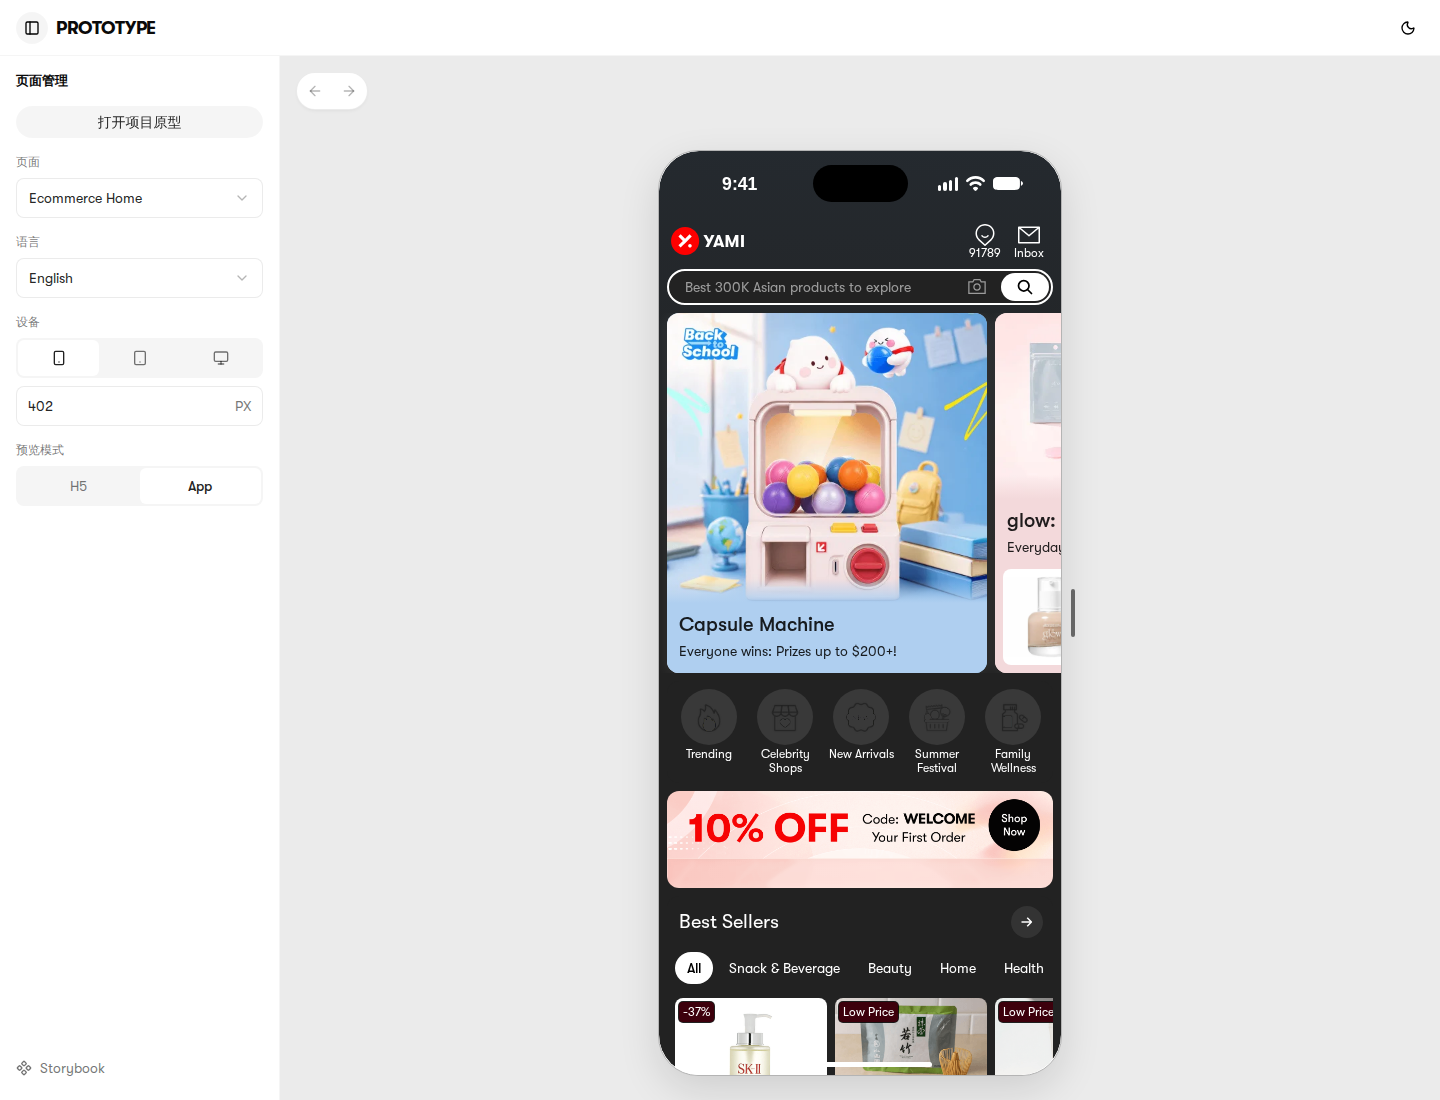 PROTOTYPE
页面管理
打开项目原型
页面
Ecommerce Home
语言
English
设备
402 PX
预览模式
H5 App
Storybook
9:41
YAMI
91789 Inbox
Best 300K Asian products to explore
Back
to
School
Capsule Machine
Everyone wins: Prizes up to $200+!
glow:
Everyday
Trending
Celebrity
Shops
New Arrivals
Summer
Festival
Family
Wellness
10% OFF
Code: WELCOME
Your First Order
Shop
Now
Best Sellers
All Snack & Beverage Beauty Home Health
-37%
Low Price
Low Price
SK-II
若竹